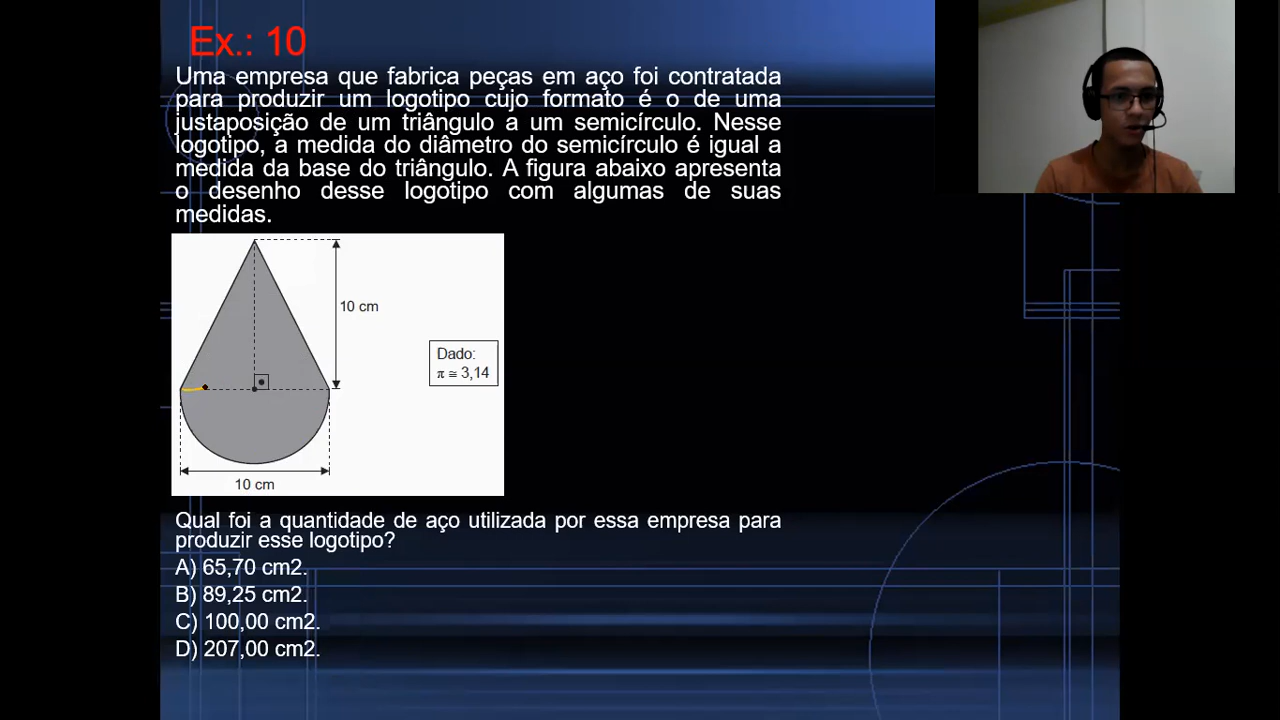 Ex.: 10
Uma empresa que fabrica peças em aço foi contratada
para produzir um logotipo cujo formato é o de uma
justaposição de um triângulo a um semicírculo. Nesse
logotipo, a medida do diâmetro do semicírculo é igual a
medida da base do triângulo. A figura abaixo apresenta
o desenho desse logotipo com algumas de suas
medidas.
10 cm
Dado:
π ≅ 3,14
10 cm
Qual foi a quantidade de aço utilizada por essa empresa para
produzir esse logotipo?
A) 65,70 cm2.
B) 89,25 cm2.
C) 100,00 cm2.
D) 207,00 cm2.